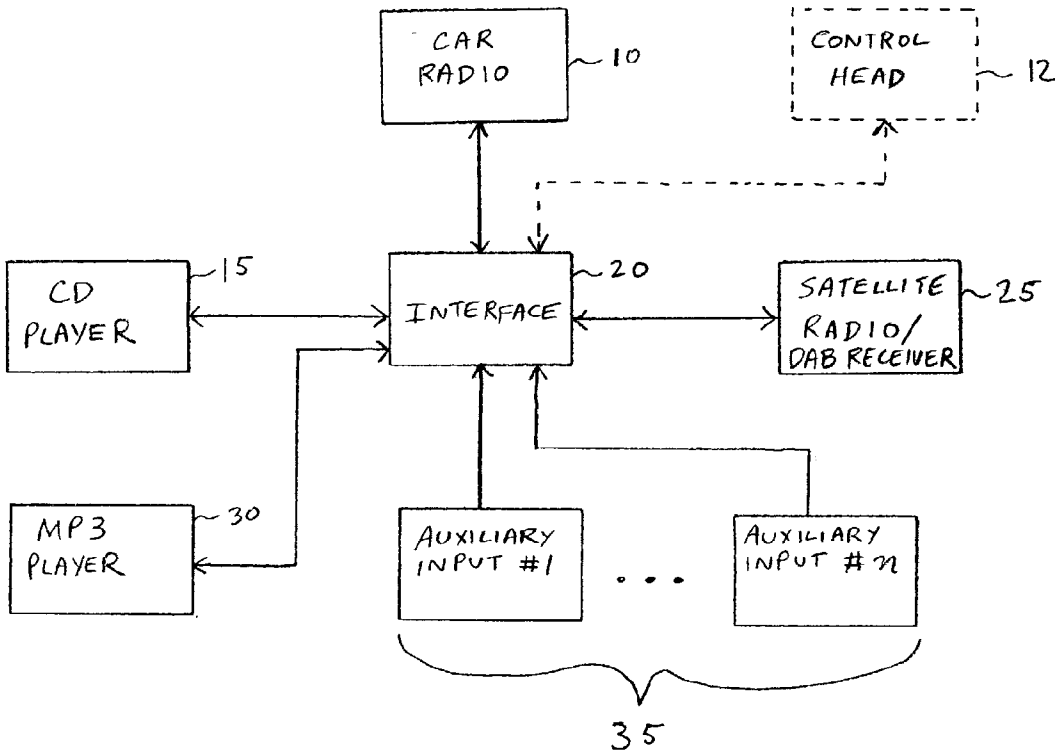 CAR
RADIO
10
CONTROL
HEAD
12
CD
PLAYER
15
INTERFACE
20
SATELLITE
RADIO/
DAB RECEIVER
25
MP3
PLAYER
30
AUXILIARY
INPUT #1
...
AUXILIARY
INPUT #n
35